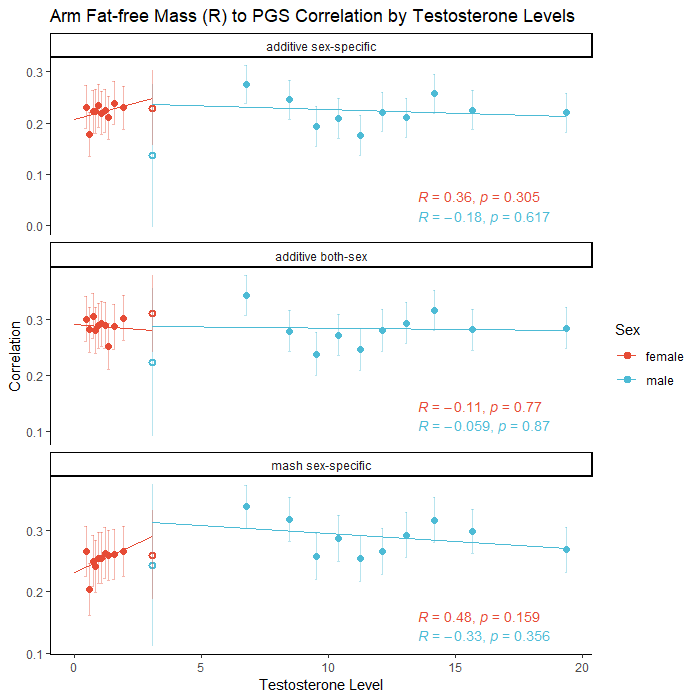 Arm Fat-free Mass (R) to PGS Correlation by Testosterone Levels
additive sex-specific
0.3
0.2
0.1
0.0
R = 0.36, p = 0.305
R = −0.18, p = 0.617
additive both-sex
0.3
0.2
0.1
R = −0.11, p = 0.77
R = −0.059, p = 0.87
mash sex-specific
0.3
0.2
0.1
R = 0.48, p = 0.159
R = −0.33, p = 0.356
0 5 10 15 20
Testosterone Level
Correlation
Sex
female
male